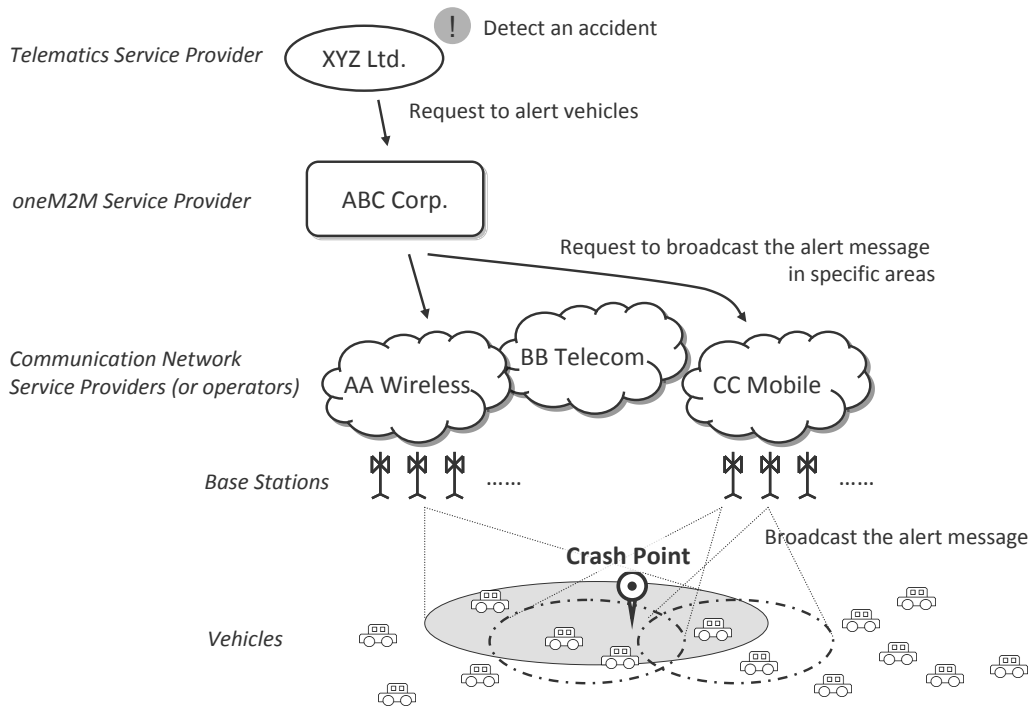 ! Detect an accident
Telematics Service Provider
XYZ Ltd.
Request to alert vehicles
oneM2M Service Provider
ABC Corp.
Request to broadcast the alert message
in specific areas
Communication Network
Service Providers (or operators)
AA Wireless
BB Telecom
CC Mobile
Base Stations
......
......
Broadcast the alert message
Crash Point
Vehicles